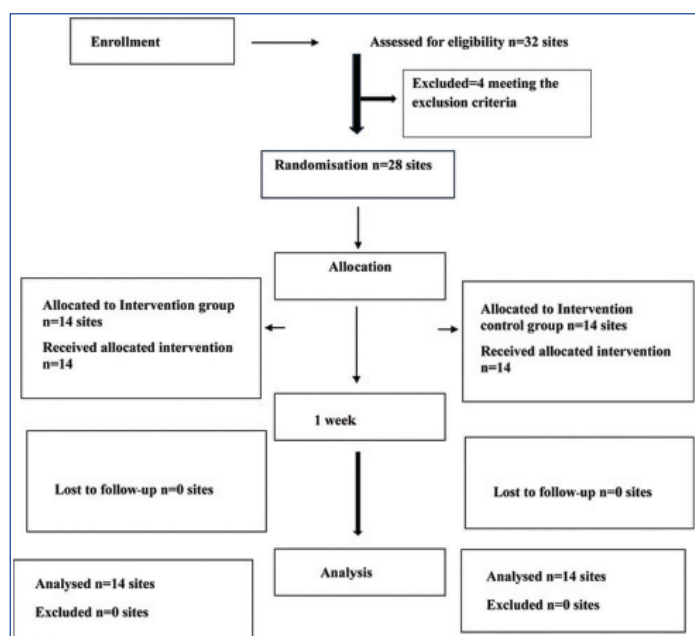 Enrollment
Assessed for eligibility n=32 sites
Excluded=4 meeting the
exclusion criteria
Randomisation n=28 sites
Allocation
Allocated to Intervention group
n=14 sites
Received allocated intervention
n=14
Allocated to Intervention
control group n=14 sites
Received allocated intervention
n=14
1 week
Lost to follow-up n=0 sites
Lost to follow-up n=0 sites
Analysis
Analysed n=14 sites
Excluded n=0 sites
Analysed n=14 sites
Excluded n=0 sites